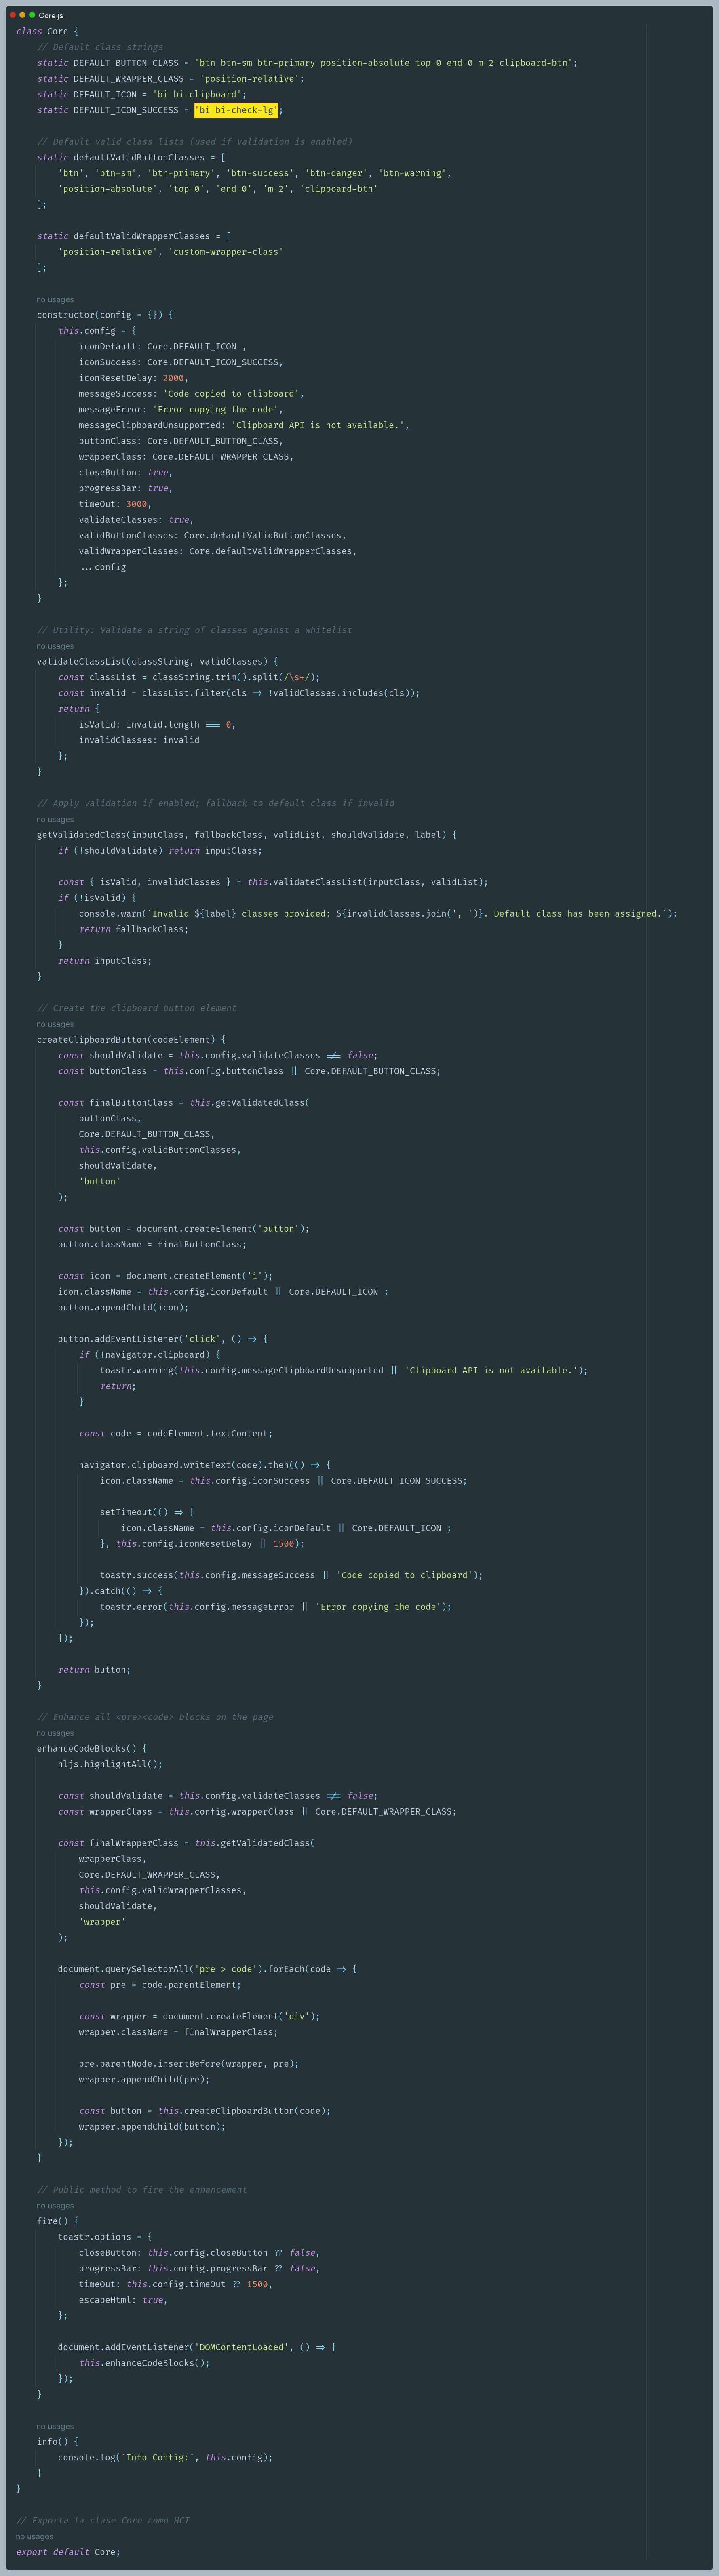 Core.js
class Core {
    // Default class strings
    static DEFAULT_BUTTON_CLASS = 'btn btn-sm btn-primary position-absolute top-0 end-0 m-2 clipboard-btn';
    static DEFAULT_WRAPPER_CLASS = 'position-relative';
    static DEFAULT_ICON = 'bi bi-clipboard';
    static DEFAULT_ICON_SUCCESS = 'bi bi-check-lg';

    // Default valid class lists (used if validation is enabled)
    static defaultValidButtonClasses = [
        'btn', 'btn-sm', 'btn-primary', 'btn-success', 'btn-danger', 'btn-warning',
        'position-absolute', 'top-0', 'end-0', 'm-2', 'clipboard-btn'
    ];

    static defaultValidWrapperClasses = [
        'position-relative', 'custom-wrapper-class'
    ];

    no usages
    constructor(config = {}) {
        this.config = {
            iconDefault: Core.DEFAULT_ICON ,
            iconSuccess: Core.DEFAULT_ICON_SUCCESS,
            iconResetDelay: 2000,
            messageSuccess: 'Code copied to clipboard',
            messageError: 'Error copying the code',
            messageClipboardUnsupported: 'Clipboard API is not available.',
            buttonClass: Core.DEFAULT_BUTTON_CLASS,
            wrapperClass: Core.DEFAULT_WRAPPER_CLASS,
            closeButton: true,
            progressBar: true,
            timeOut: 3000,
            validateClasses: true,
            validButtonClasses: Core.defaultValidButtonClasses,
            validWrapperClasses: Core.defaultValidWrapperClasses,
            ...config
        };
    }

    // Utility: Validate a string of classes against a whitelist
    no usages
    validateClassList(classString, validClasses) {
        const classList = classString.trim().split(/\s+/);
        const invalid = classList.filter(cls => !validClasses.includes(cls));
        return {
            isValid: invalid.length === 0,
            invalidClasses: invalid
        };
    }

    // Apply validation if enabled; fallback to default class if invalid
    no usages
    getValidatedClass(inputClass, fallbackClass, validList, shouldValidate, label) {
        if (!shouldValidate) return inputClass;

        const { isValid, invalidClasses } = this.validateClassList(inputClass, validList);
        if (!isValid) {
            console.warn(`Invalid ${label} classes provided: ${invalidClasses.join(', ')}. Default class has been assigned.`);
            return fallbackClass;
        }
        return inputClass;
    }

    // Create the clipboard button element
    no usages
    createClipboardButton(codeElement) {
        const shouldValidate = this.config.validateClasses !== false;
        const buttonClass = this.config.buttonClass || Core.DEFAULT_BUTTON_CLASS;

        const finalButtonClass = this.getValidatedClass(
            buttonClass,
            Core.DEFAULT_BUTTON_CLASS,
            this.config.validButtonClasses,
            shouldValidate,
            'button'
        );

        const button = document.createElement('button');
        button.className = finalButtonClass;

        const icon = document.createElement('i');
        icon.className = this.config.iconDefault || Core.DEFAULT_ICON ;
        button.appendChild(icon);

        button.addEventListener('click', () => {
            if (!navigator.clipboard) {
                toastr.warning(this.config.messageClipboardUnsupported || 'Clipboard API is not available.');
                return;
            }

            const code = codeElement.textContent;

            navigator.clipboard.writeText(code).then(() => {
                icon.className = this.config.iconSuccess || Core.DEFAULT_ICON_SUCCESS;

                setTimeout(() => {
                    icon.className = this.config.iconDefault || Core.DEFAULT_ICON ;
                }, this.config.iconResetDelay || 1500);

                toastr.success(this.config.messageSuccess || 'Code copied to clipboard');
            }).catch(() => {
                toastr.error(this.config.messageError || 'Error copying the code');
            });
        });

        return button;
    }

    // Enhance all <pre><code> blocks on the page
    no usages
    enhanceCodeBlocks() {
        hljs.highlightAll();

        const shouldValidate = this.config.validateClasses !== false;
        const wrapperClass = this.config.wrapperClass || Core.DEFAULT_WRAPPER_CLASS;

        const finalWrapperClass = this.getValidatedClass(
            wrapperClass,
            Core.DEFAULT_WRAPPER_CLASS,
            this.config.validWrapperClasses,
            shouldValidate,
            'wrapper'
        );

        document.querySelectorAll('pre > code').forEach(code => {
            const pre = code.parentElement;

            const wrapper = document.createElement('div');
            wrapper.className = finalWrapperClass;

            pre.parentNode.insertBefore(wrapper, pre);
            wrapper.appendChild(pre);

            const button = this.createClipboardButton(code);
            wrapper.appendChild(button);
        });
    }

    // Public method to fire the enhancement
    no usages
    fire() {
        toastr.options = {
            closeButton: this.config.closeButton ?? false,
            progressBar: this.config.progressBar ?? false,
            timeOut: this.config.timeOut ?? 1500,
            escapeHtml: true,
        };

        document.addEventListener('DOMContentLoaded', () => {
            this.enhanceCodeBlocks();
        });
    }

    no usages
    info() {
        console.log(`Info Config:`, this.config);
    }
}

// Exporta la clase Core como HCT
no usages
export default Core;